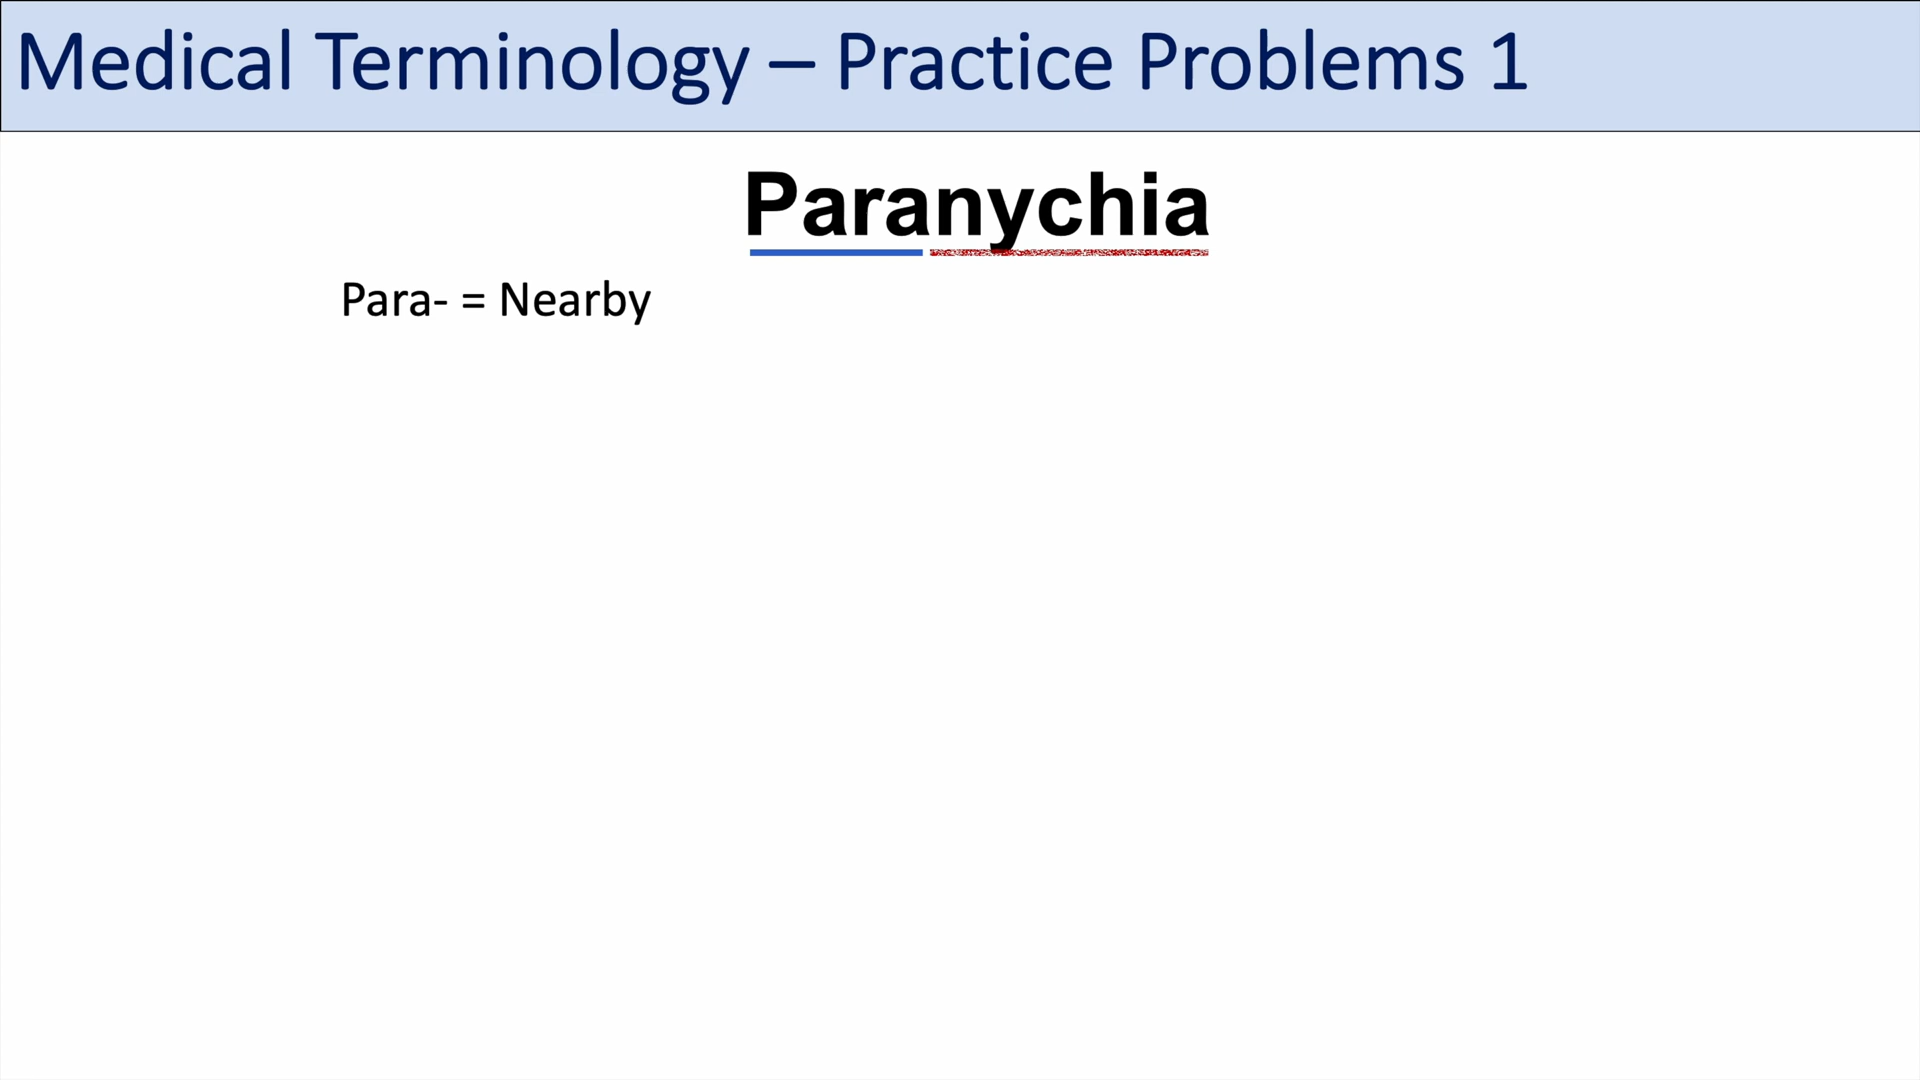 Medical Terminology – Practice Problems 1
Paranychia
Para- = Nearby